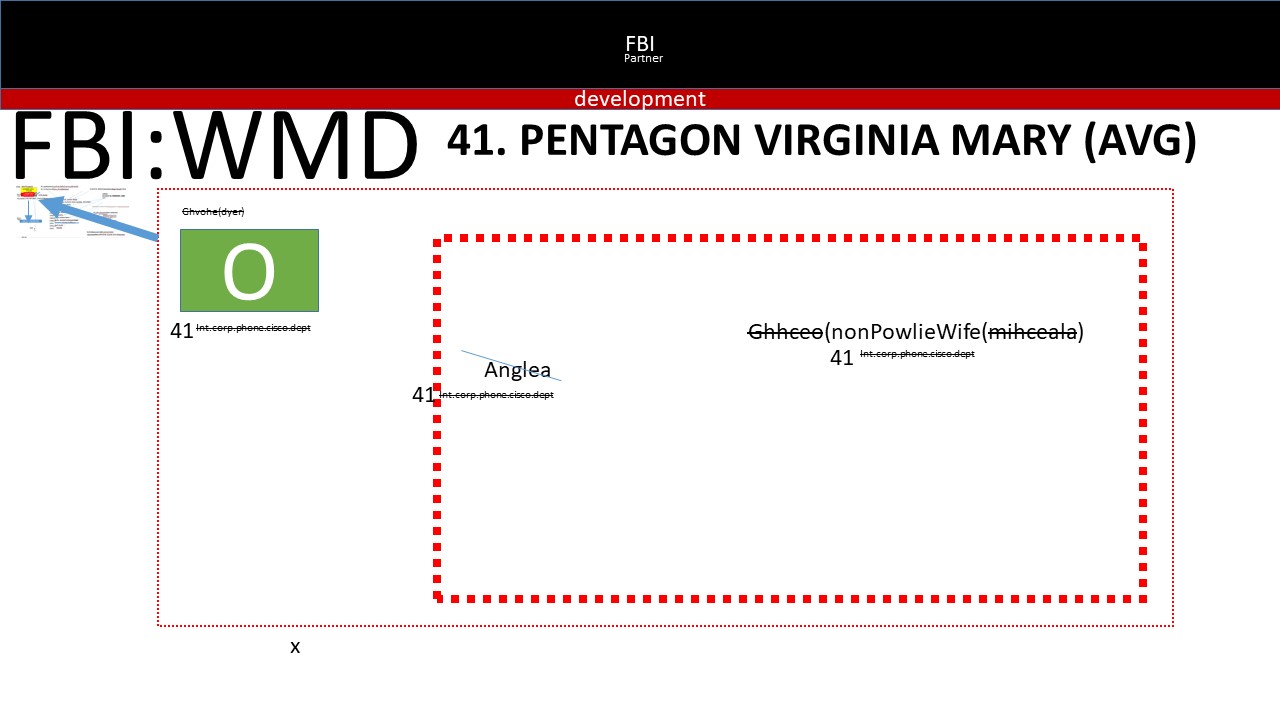 FBI
Partner
development
FBI:WMD
41. PENTAGON VIRGINIA MARY (AVG)
Ghvohe(dyer)
O
41 Int.corp.phone.cisco.dept
Ghhceo(nonPowlieWife(mihceala)
41 Int.corp.phone.cisco.dept
Anglea
41 Int.corp.phone.cisco.dept
x